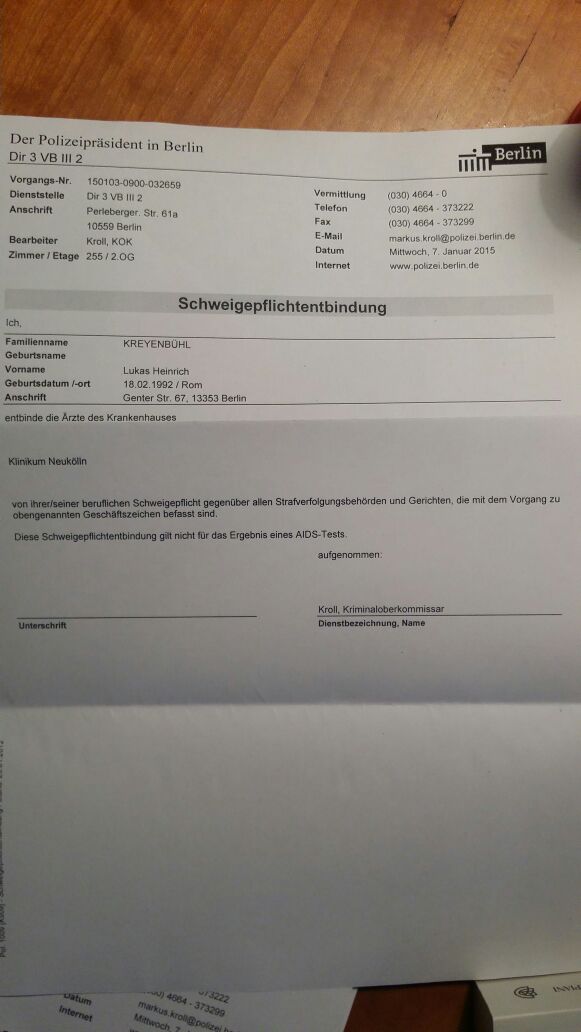 Der Polizeipräsident in Berlin
Dir 3 VB III 2
Berlin
Vorgangs-Nr. 150103-0900-032659
Dienststelle Dir 3 VB III 2
Anschrift Perleberger. Str. 61a
10559 Berlin
Bearbeiter Kroll, KOK
Zimmer / Etage 255 / 2.OG
Vermittlung (030) 4664 - 0
Telefon (030) 4664 - 373222
Fax (030) 4664 - 373299
E-Mail markus.kroll@polizei.berlin.de
Datum Mittwoch, 7. Januar 2015
Internet www.polizei.berlin.de
Schweigepflichtentbindung
Ich,
Familienname KREYENBÜHL
Geburtsname
Vorname Lukas Heinrich
Geburtsdatum /-ort 18.02.1992 / Rom
Anschrift Genter Str. 67, 13353 Berlin
entbinde die Ärzte des Krankenhauses
Klinikum Neukölln
von ihrer/seiner beruflichen Schweigepflicht gegenüber allen Strafverfolgungsbehörden und Gerichten, die mit dem Vorgang zu
obengenannten Geschäftszeichen befasst sind.
Diese Schweigepflichtentbindung gilt nicht für das Ergebnis eines AIDS-Tests.
aufgenommen:
Kroll, Kriminaloberkommissar
Unterschrift
Dienstbezeichnung, Name
373222
4664 - 373299
Datum markus.kroll@polizei
Internet Mittwoch, 7.